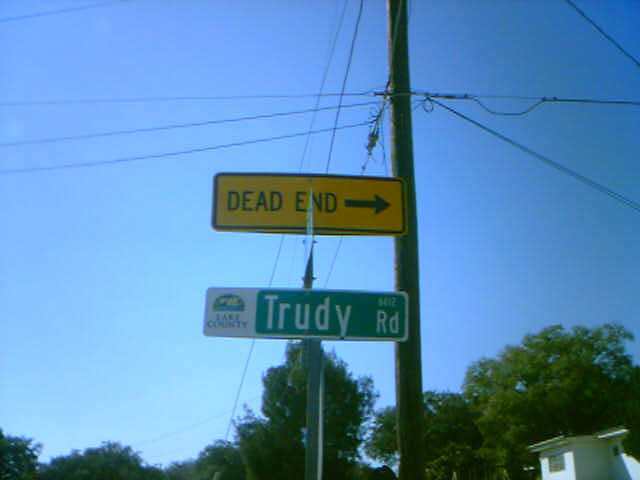 DEAD END
LAKE
COUNTY
Trudy Rd